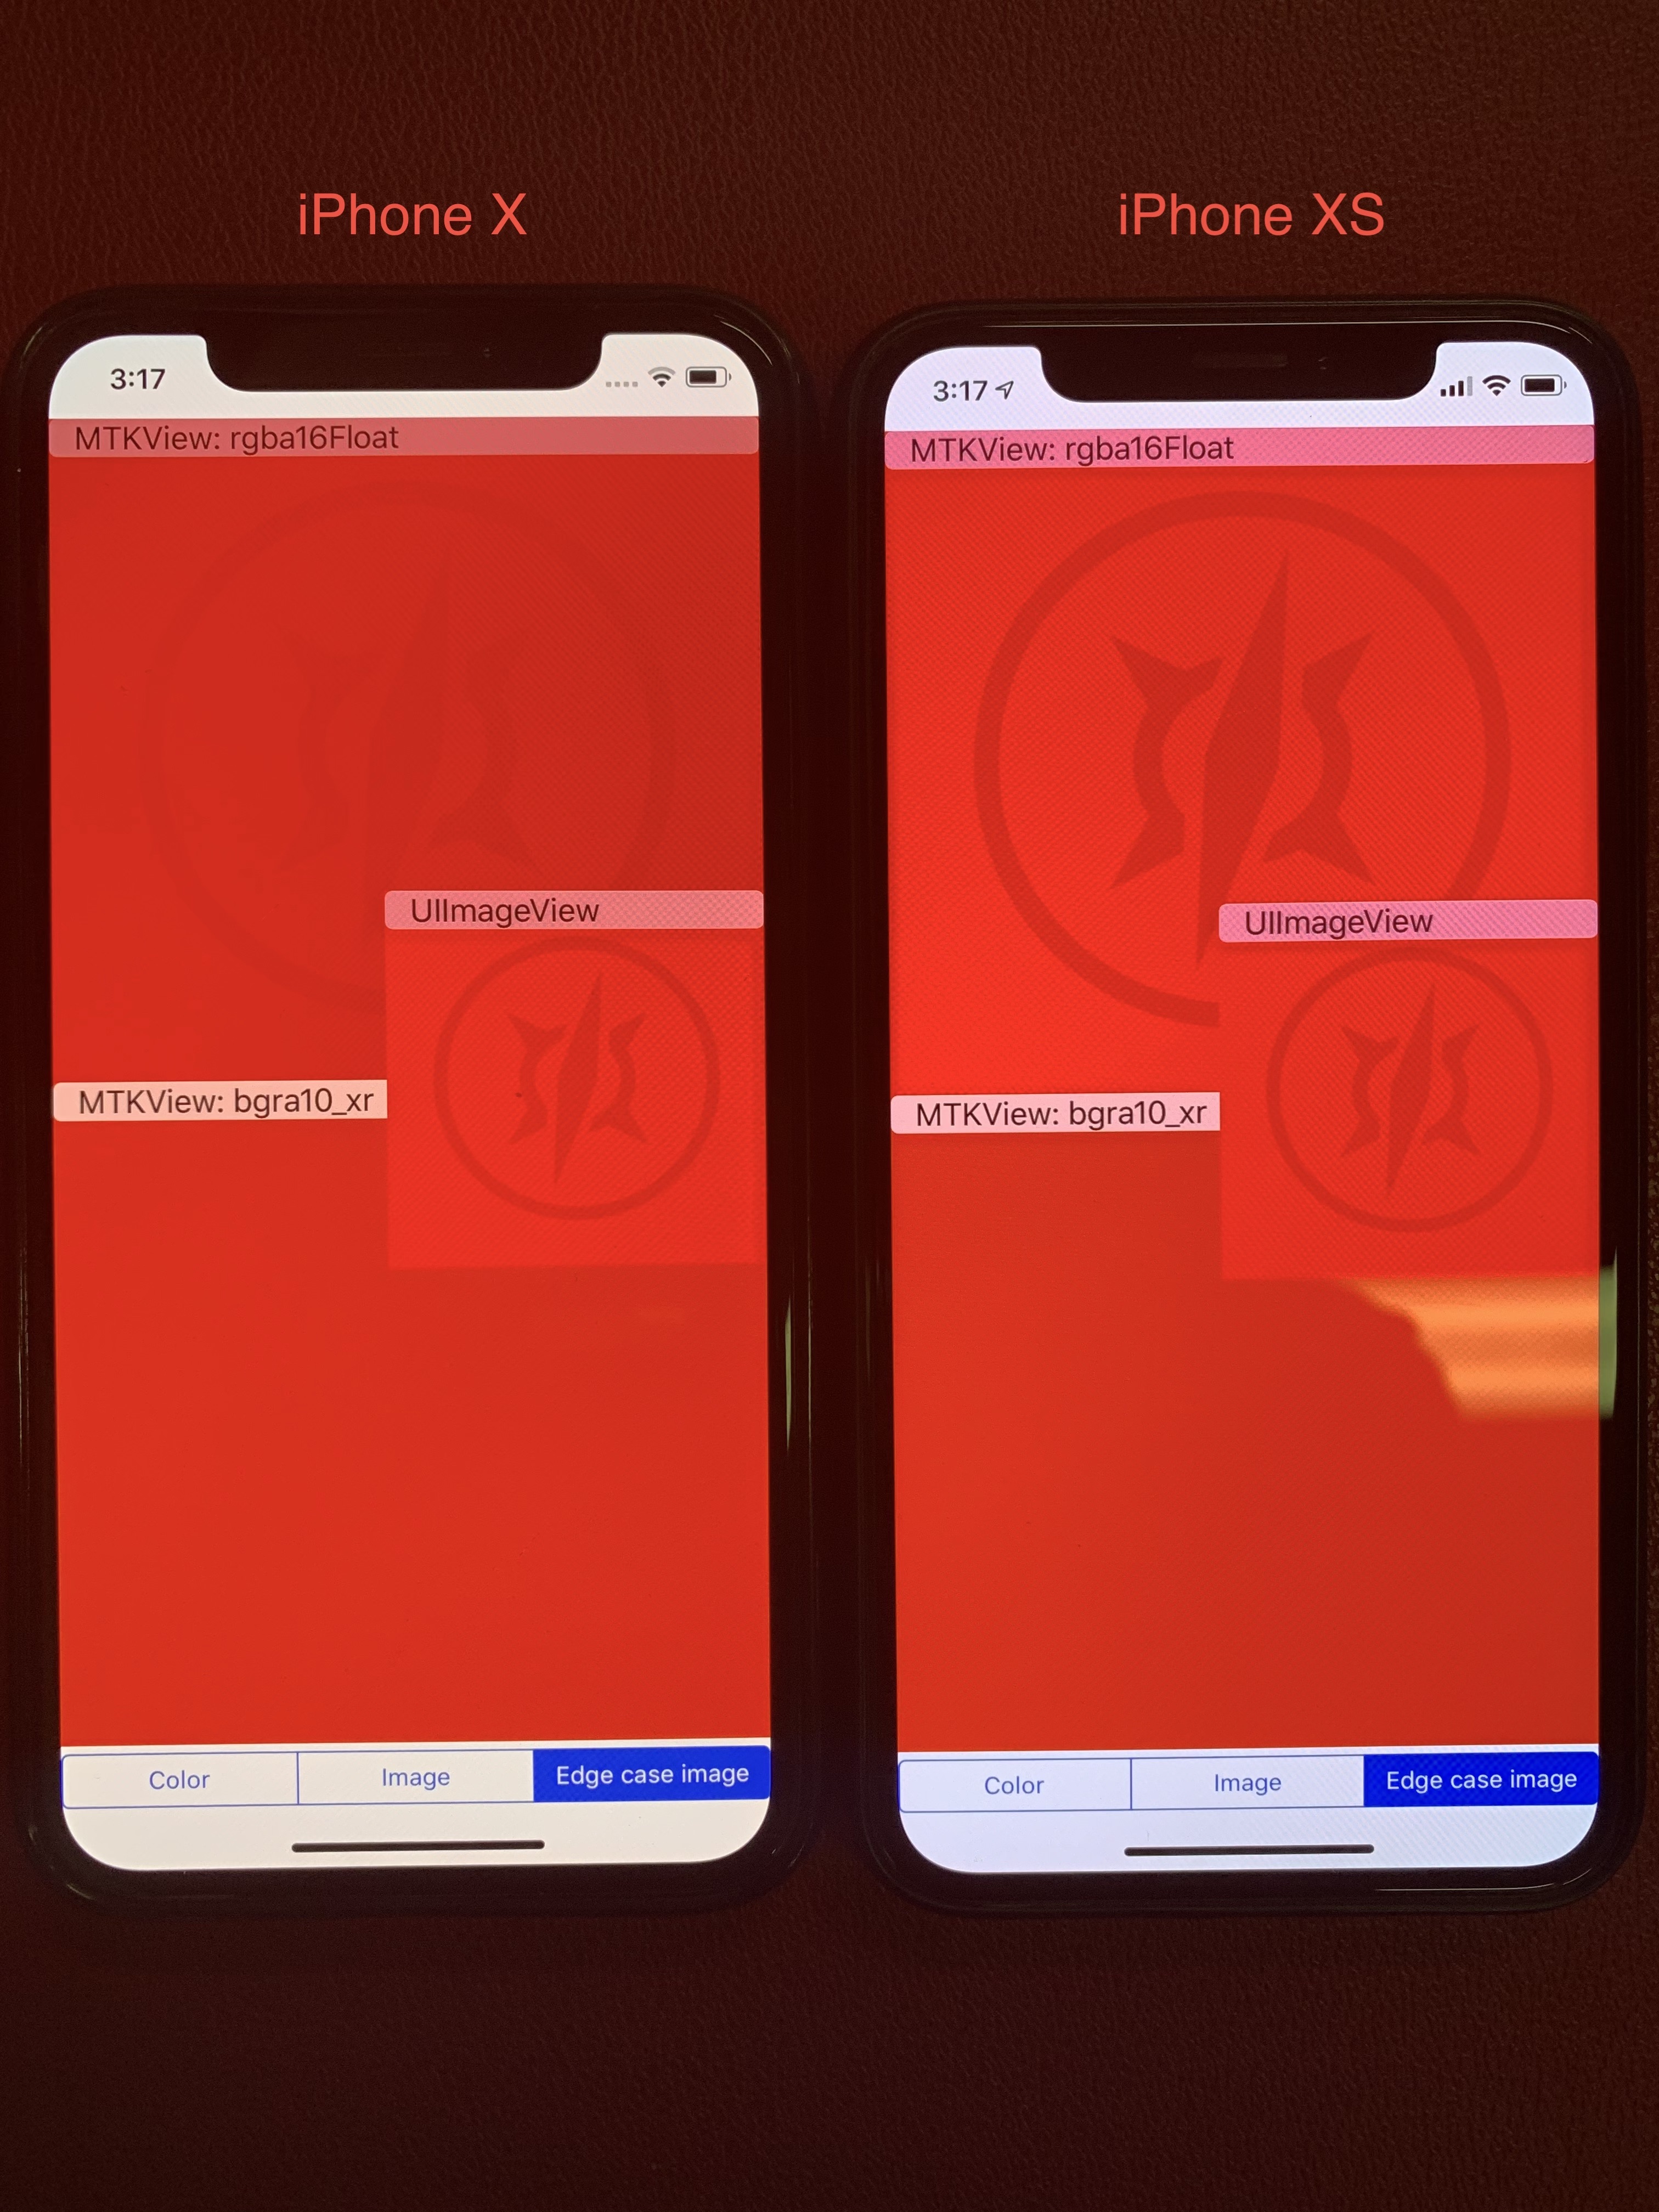 iPhone X
iPhone XS
3:17
MTKView: rgba16Float
UIImageView
MTKView: bgra10_xr
Color
Image
Edge case image
3:17
MTKView: rgba16Float
UIImageView
MTKView: bgra10_xr
Color
Image
Edge case image